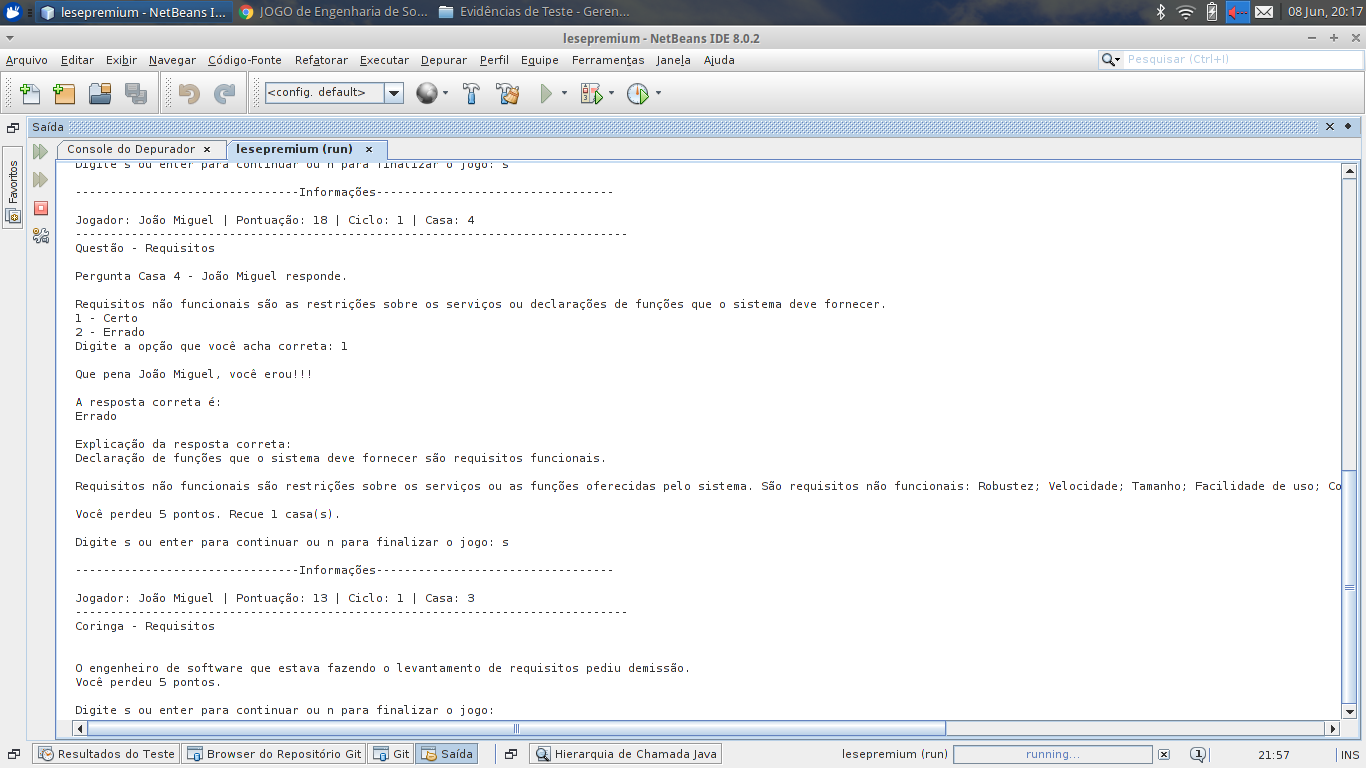 lesepremium - NetBeans I... JOGO de Engenharia de So... Evidências de Teste - Geren... 08 Jun, 20:17
lesepremium - NetBeans IDE 8.0.2
Arquivo Editar Exibir Navegar Código-Fonte Refatorar Executar Depurar Perfil Equipe Ferramentas Janela Ajuda Pesquisar (Ctrl+I)
<config. default>
Saída
Favoritos
Console do Depurador lesepremium (run)
Digite s ou enter para continuar ou n para finalizar o jogo: s
--------------------------------Informações----------------------------------
Jogador: João Miguel | Pontuação: 18 | Ciclo: 1 | Casa: 4
-------------------------------------------------------------------------------
Questão - Requisitos
Pergunta Casa 4 - João Miguel responde.
Requisitos não funcionais são as restrições sobre os serviços ou declarações de funções que o sistema deve fornecer.
1 - Certo
2 - Errado
Digite a opção que você acha correta: 1
Que pena João Miguel, você erou!!!
A resposta correta é:
Errado
Explicação da resposta correta:
Declaração de funções que o sistema deve fornecer são requisitos funcionais.
Requisitos não funcionais são restrições sobre os serviços ou as funções oferecidas pelo sistema. São requisitos não funcionais: Robustez; Velocidade; Tamanho; Facilidade de uso; Co
Você perdeu 5 pontos. Recue 1 casa(s).
Digite s ou enter para continuar ou n para finalizar o jogo: s
--------------------------------Informações----------------------------------
Jogador: João Miguel | Pontuação: 13 | Ciclo: 1 | Casa: 3
-------------------------------------------------------------------------------
Coringa - Requisitos
O engenheiro de software que estava fazendo o levantamento de requisitos pediu demissão.
Você perdeu 5 pontos.
Digite s ou enter para continuar ou n para finalizar o jogo:
Resultados do Teste Browser do Repositório Git Git Saída Hierarquia de Chamada Java lesepremium (run) running... 1 21:57 INS